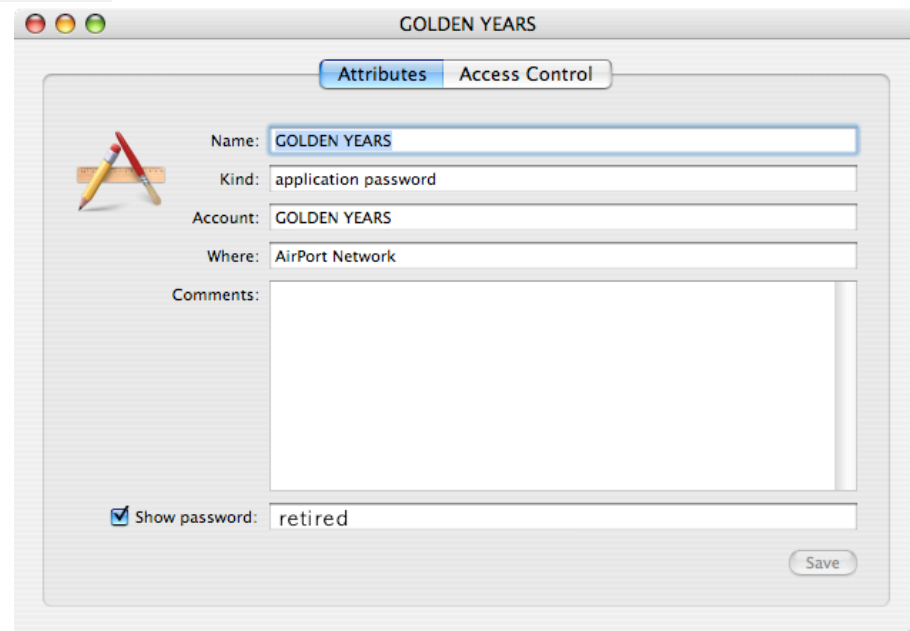 GOLDEN YEARS
Attributes Access Control
Name: GOLDEN YEARS
Kind: application password
Account: GOLDEN YEARS
Where: AirPort Network
Comments:
Show password: retired
Save